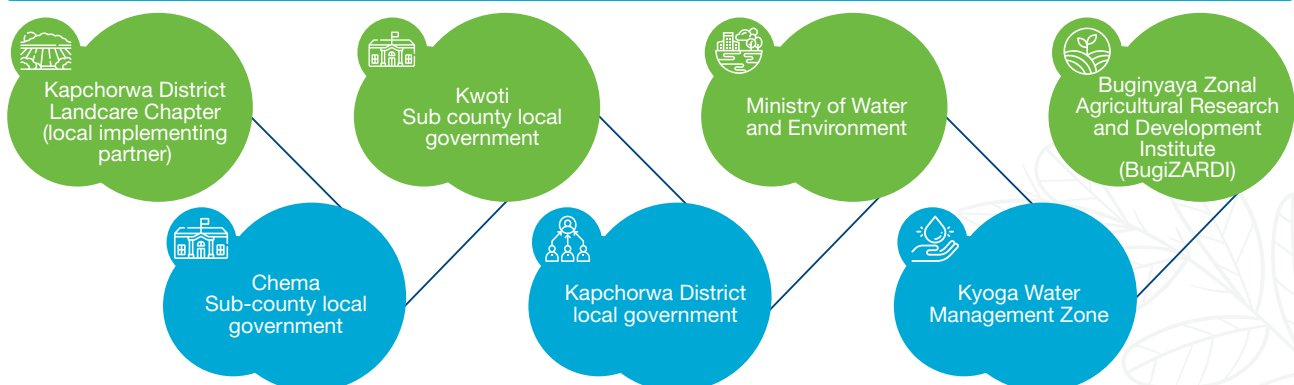 Kapchorwa District
Landcare Chapter
(local implementing
partner)
Kwoti
Sub county local
government
Ministry of Water
and Environment
Buginyaya Zonal
Agricultural Research
and Development
Institute
(BugiZARDI)
Chema
Sub-county local
government
Kapchorwa District
local government
Kyoga Water
Management Zone